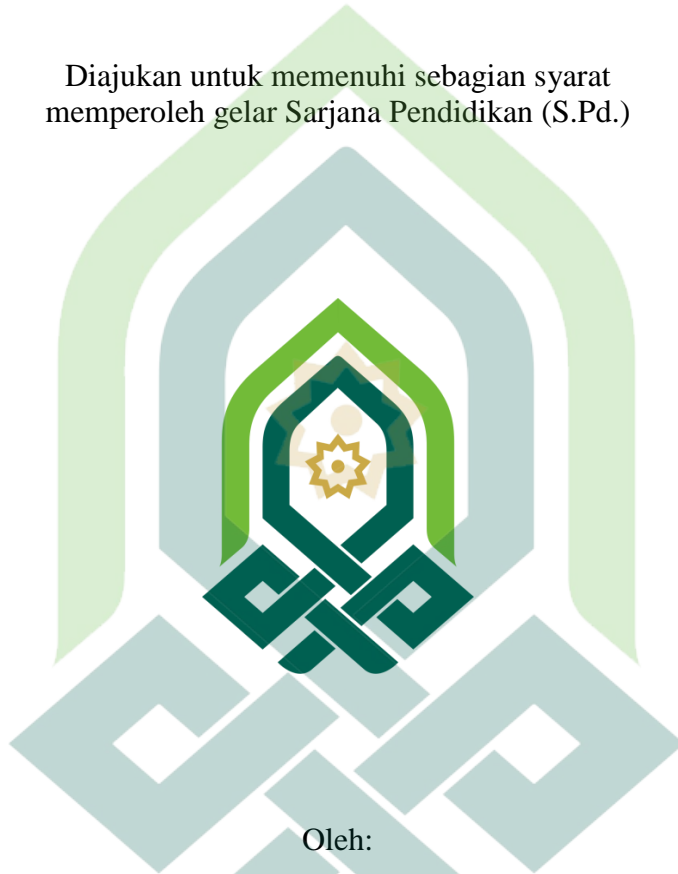 Diajukan untuk memenuhi sebagian syarat
memperoleh gelar Sarjana Pendidikan (S.Pd.)
Oleh: